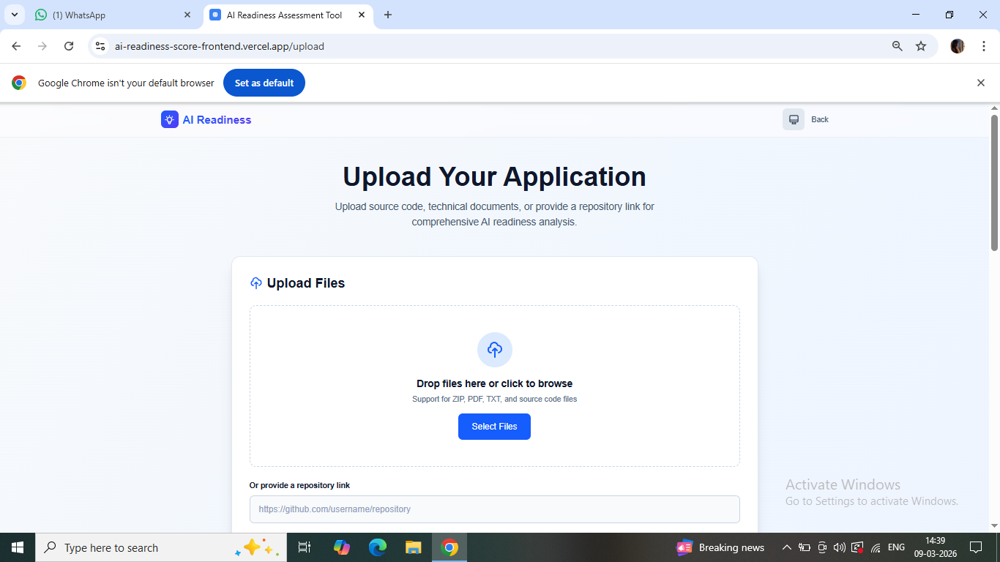 (1) WhatsApp
AI Readiness Assessment Tool
ai-readiness-score-frontend.vercel.app/upload
Google Chrome isn't your default browser
Set as default
AI Readiness
Back
Upload Your Application
Upload source code, technical documents, or provide a repository link for
comprehensive AI readiness analysis.
Upload Files
Drop files here or click to browse
Support for ZIP, PDF, TXT, and source code files
Select Files
Or provide a repository link
https://github.com/username/repository
Activate Windows
Go to Settings to activate Windows.
Type here to search
Breaking news
ENG
14:39
09-03-2026